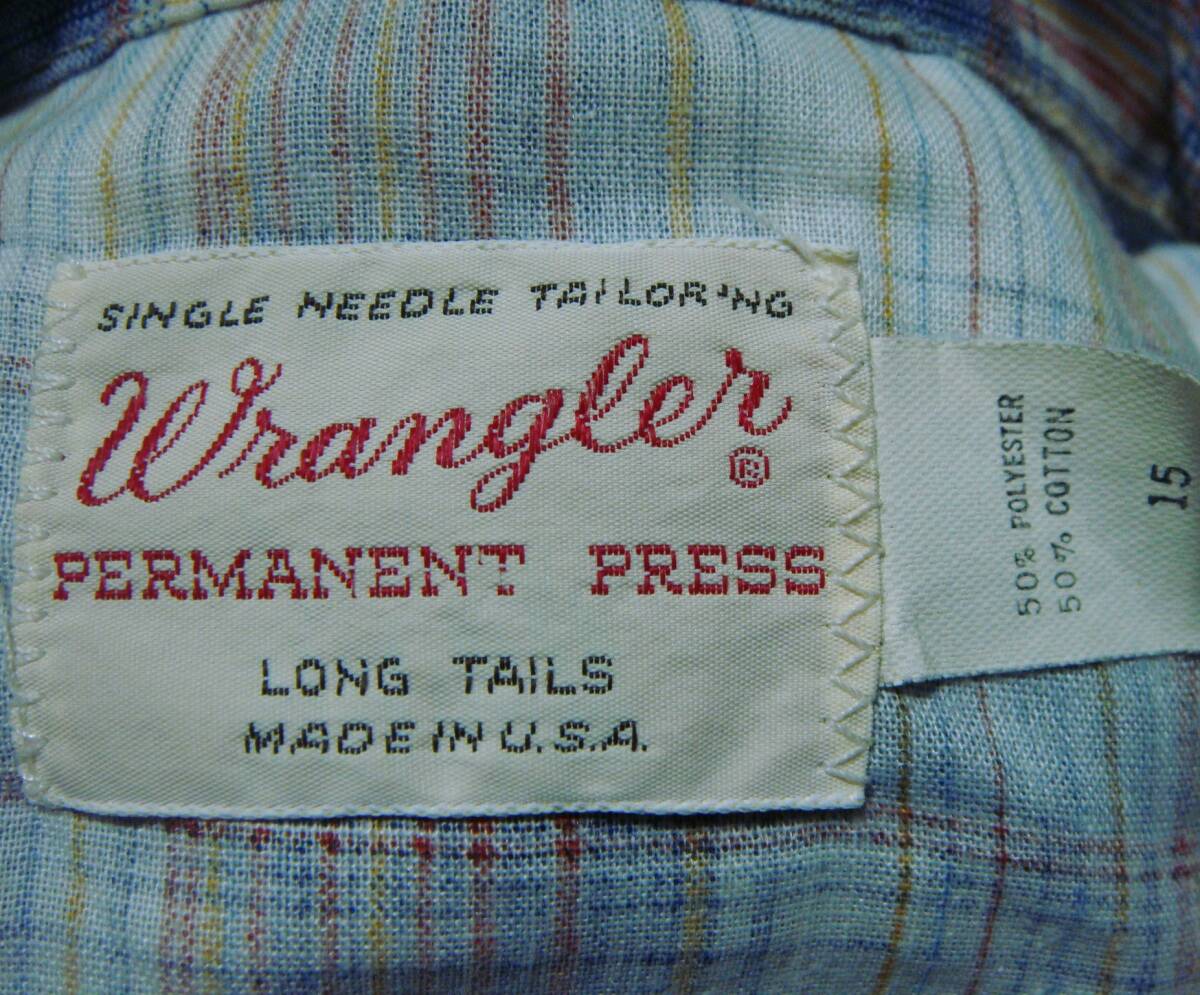 SINGLE NEEDLE TAILORING
Wrangler®
PERMANENT PRESS
LONG TAILS
MADE IN U.S.A.
50% POLYESTER
50% COTTON
15